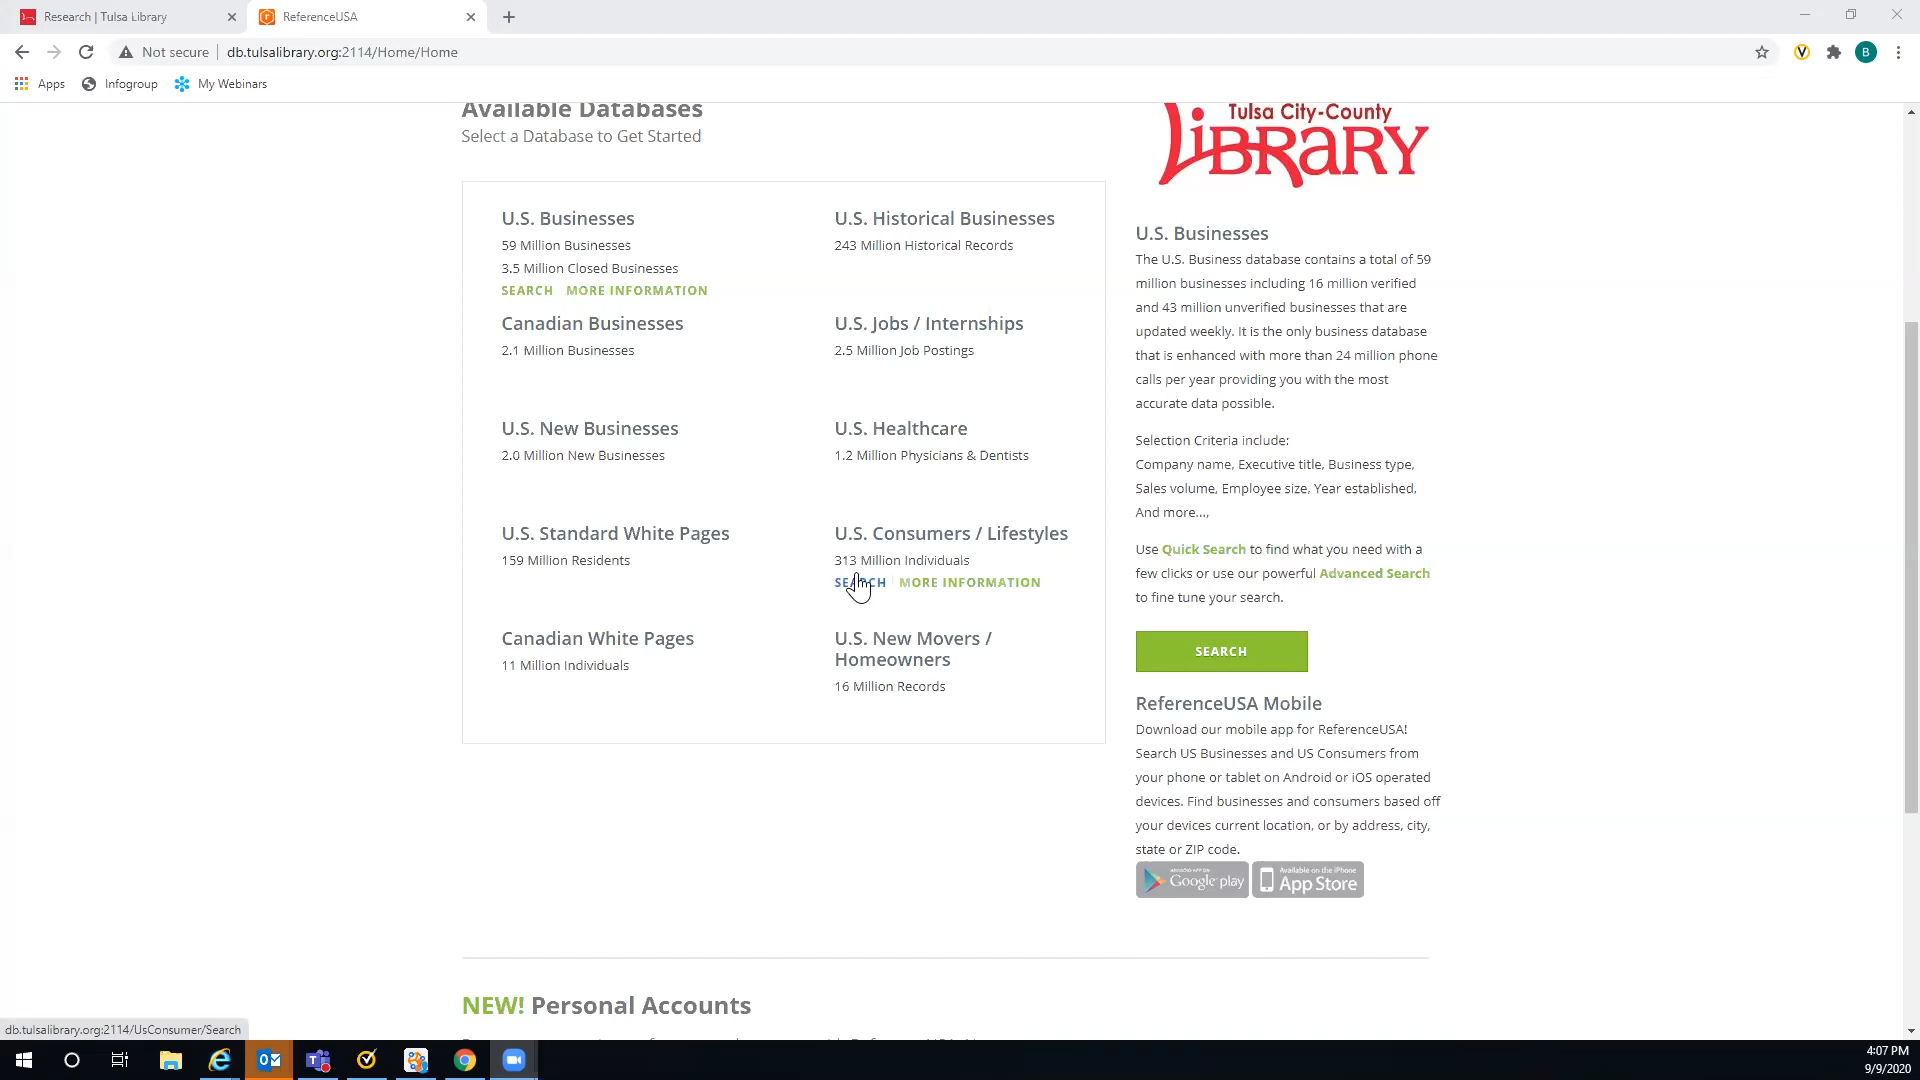 Research | Tulsa Library
ReferenceUSA
Not secure
db.tulsalibrary.org:2114/Home/Home
B
Apps
Infogroup
My Webinars
Available Databases
Select a Database to Get Started
U.S. Businesses
59 Million Businesses
3.5 Million Closed Businesses
SEARCH MORE INFORMATION
U.S. Historical Businesses
243 Million Historical Records
Canadian Businesses
2.1 Million Businesses
U.S. Jobs / Internships
2.5 Million Job Postings
U.S. New Businesses
2.0 Million New Businesses
U.S. Healthcare
1.2 Million Physicians & Dentists
U.S. Standard White Pages
159 Million Residents
U.S. Consumers / Lifestyles
313 Million Individuals
SEARCH MORE INFORMATION
Canadian White Pages
11 Million Individuals
U.S. New Movers /
Homeowners
16 Million Records
Tulsa City-County
LiBRARY
U.S. Businesses
The U.S. Business database contains a total of 59
million businesses including 16 million verified
and 43 million unverified businesses that are
updated weekly. It is the only business database
that is enhanced with more than 24 million phone
calls per year providing you with the most
accurate data possible.
Selection Criteria include:
Company name, Executive title, Business type,
Sales volume, Employee size, Year established,
And more...,
Use Quick Search to find what you need with a
few clicks or use our powerful Advanced Search
to fine tune your search.
SEARCH
ReferenceUSA Mobile
Download our mobile app for ReferenceUSA!
Search US Businesses and US Consumers from
your phone or tablet on Android or iOS operated
devices. Find businesses and consumers based off
your devices current location, or by address, city,
state or ZIP code.
Google play
Available on the iPhone
App Store
NEW! Personal Accounts
db.tulsalibrary.org:2114/UsConsumer/Search
4:07 PM
9/9/2020